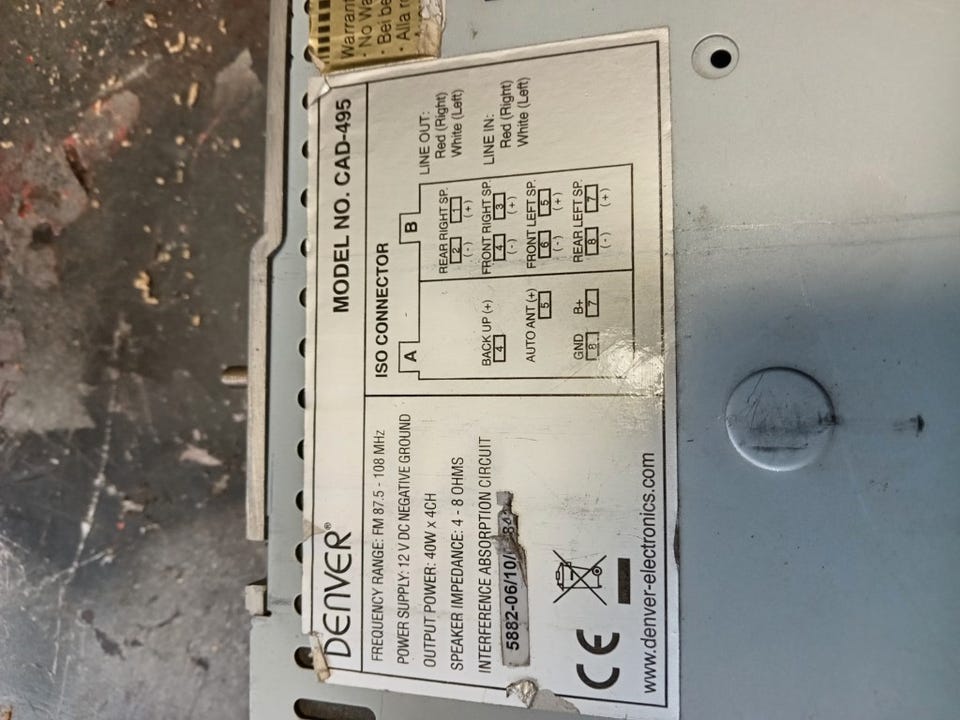 Warrant
· No Wa
· Bei be
· Alla r
DENVER®
MODEL NO. CAD-495
FREQUENCY RANGE: FM 87.5 - 108 MHz
POWER SUPPLY: 12 V DC NEGATIVE GROUND
OUTPUT POWER: 40W x 4CH
SPEAKER IMPEDANCE: 4 - 8 OHMS
INTERFERENCE ABSORPTION CIRCUIT
5882-06/10/
CE
www.denver-electronics.com
ISO CONNECTOR
A
B
BACK UP (+)
4
AUTO ANT (+)
5
GND B+
8 7
REAR RIGHT SP.
2 1
(-) (+)
FRONT RIGHT SP.
4 3
(-) (+)
FRONT LEFT SP.
6 5
(-) (+)
REAR LEFT SP.
8 7
(-) (+)
LINE OUT:
Red (Right)
White (Left)
LINE IN:
Red (Right)
White (Left)